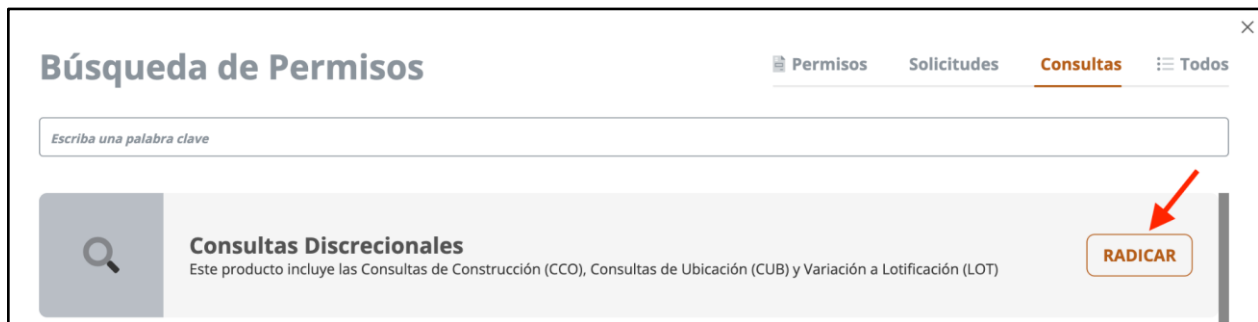 Búsqueda de Permisos
Permisos Solicitudes Consultas Todos
Escriba una palabra clave
Consultas Discrecionales
Este producto incluye las Consultas de Construcción (CCO), Consultas de Ubicación (CUB) y Variación a Lotificación (LOT)
RADICAR